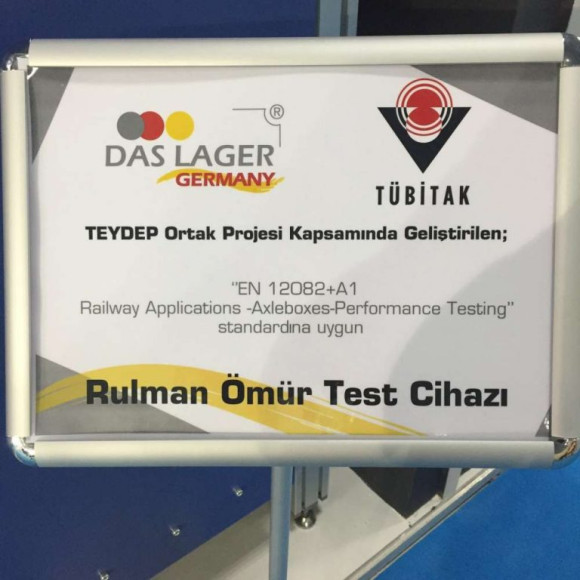 ®
DAS LAGER
GERMANY
TÜBİTAK
TEYDEP Ortak Projesi Kapsamında Geliştirilen;
"EN 12082+A1
Railway Applications -Axleboxes-Performance Testing"
standardına uygun
Rulman Ömür Test Cihazı